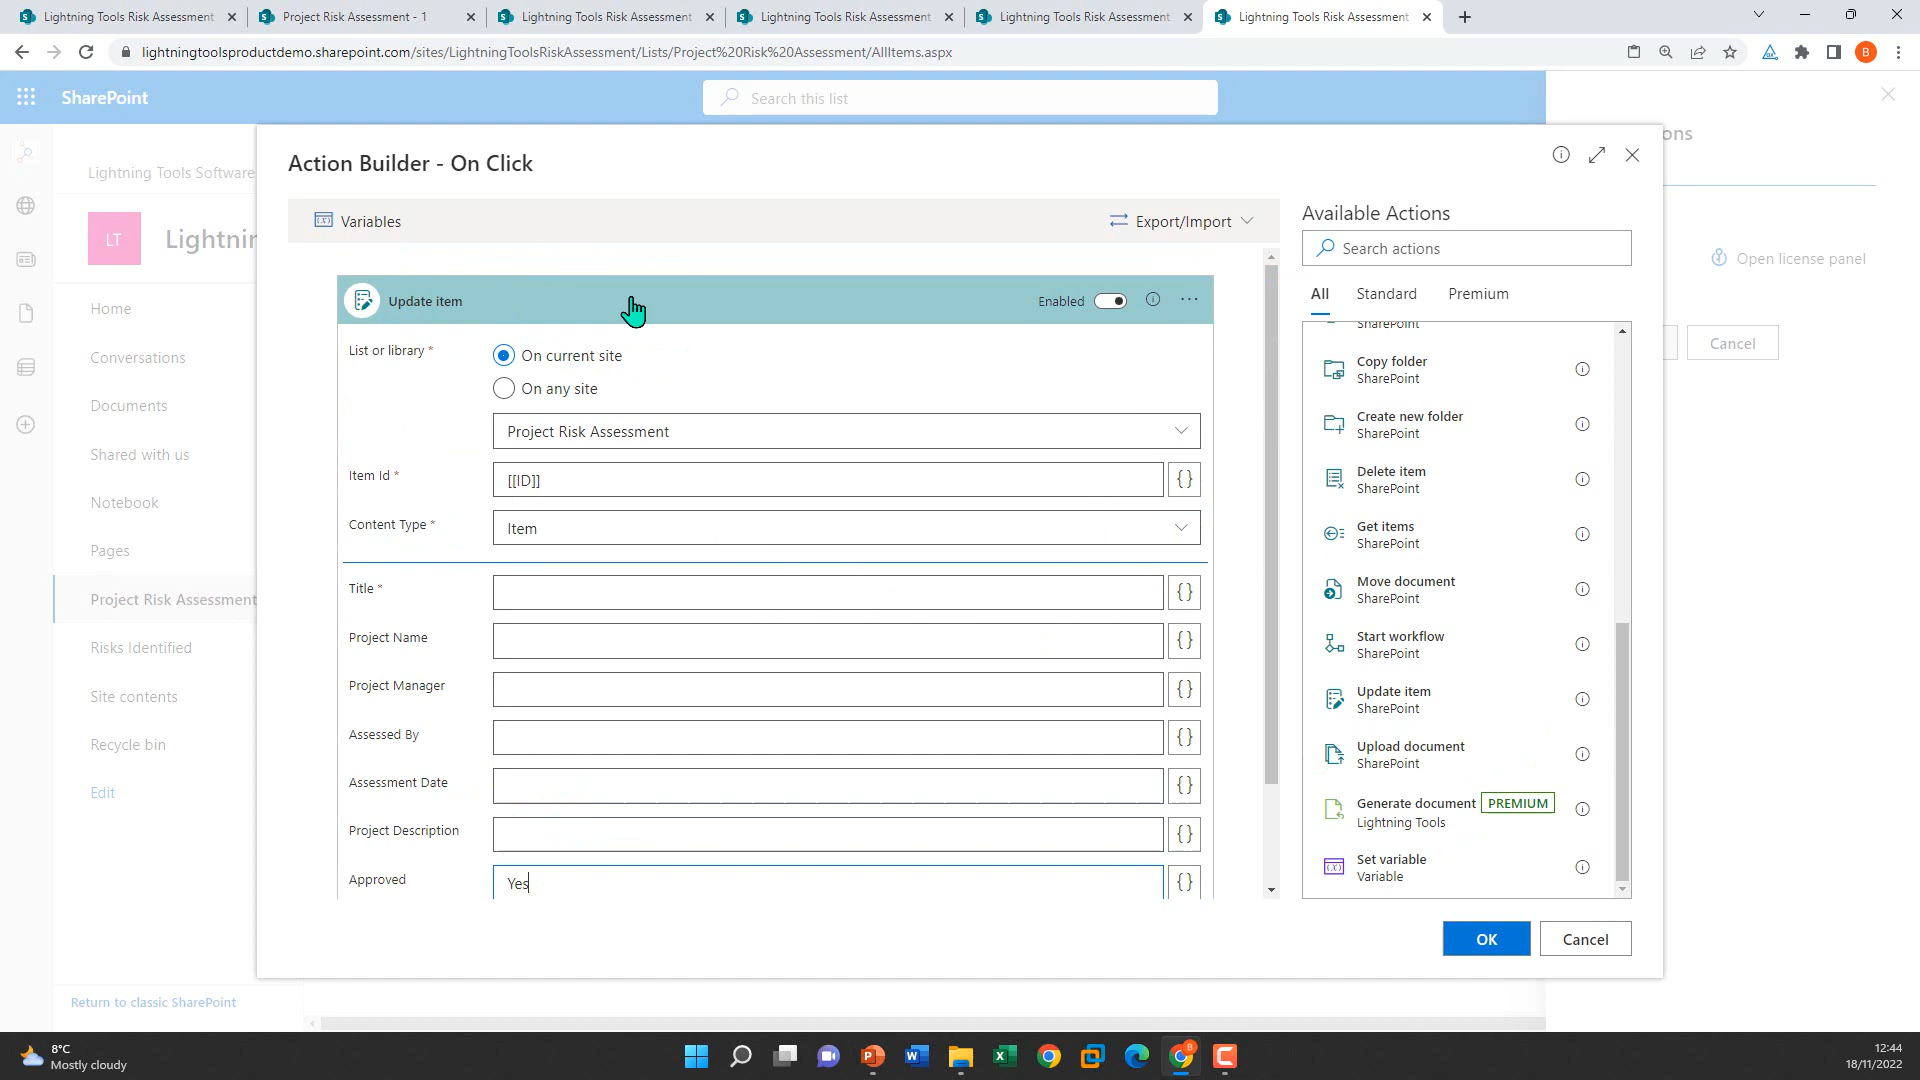 Lightning Tools Risk Assessment
Project Risk Assessment - 1
Lightning Tools Risk Assessment
Lightning Tools Risk Assessment
Lightning Tools Risk Assessment
Lightning Tools Risk Assessment
lightningtoolsproductdemo.sharepoint.com/sites/LightningToolsRiskAssessment/Lists/Project%20Risk%20Assessment/AllItems.aspx
B
SharePoint
Search this list
ons
Open license panel
Cancel
Lightning Tools Software
LT
Lightnir
Home
Conversations
Documents
Shared with us
Notebook
Pages
Project Risk Assessment
Risks Identified
Site contents
Recycle bin
Edit
Return to classic SharePoint
Action Builder - On Click
Variables
Export/Import
Update item
Enabled
List or library *
On current site
On any site
Project Risk Assessment
Item Id *
[[ID]]
{}
Content Type *
Item
Title *
{}
Project Name
{}
Project Manager
{}
Assessed By
{}
Assessment Date
{}
Project Description
{}
Approved
Yes
{}
Available Actions
Search actions
All
Standard
Premium
SharePoint
Copy folder
SharePoint
Create new folder
SharePoint
Delete item
SharePoint
Get items
SharePoint
Move document
SharePoint
Start workflow
SharePoint
Update item
SharePoint
Upload document
SharePoint
Generate document PREMIUM
Lightning Tools
Set variable
Variable
OK
Cancel
8°C
Mostly cloudy
12:44
18/11/2022